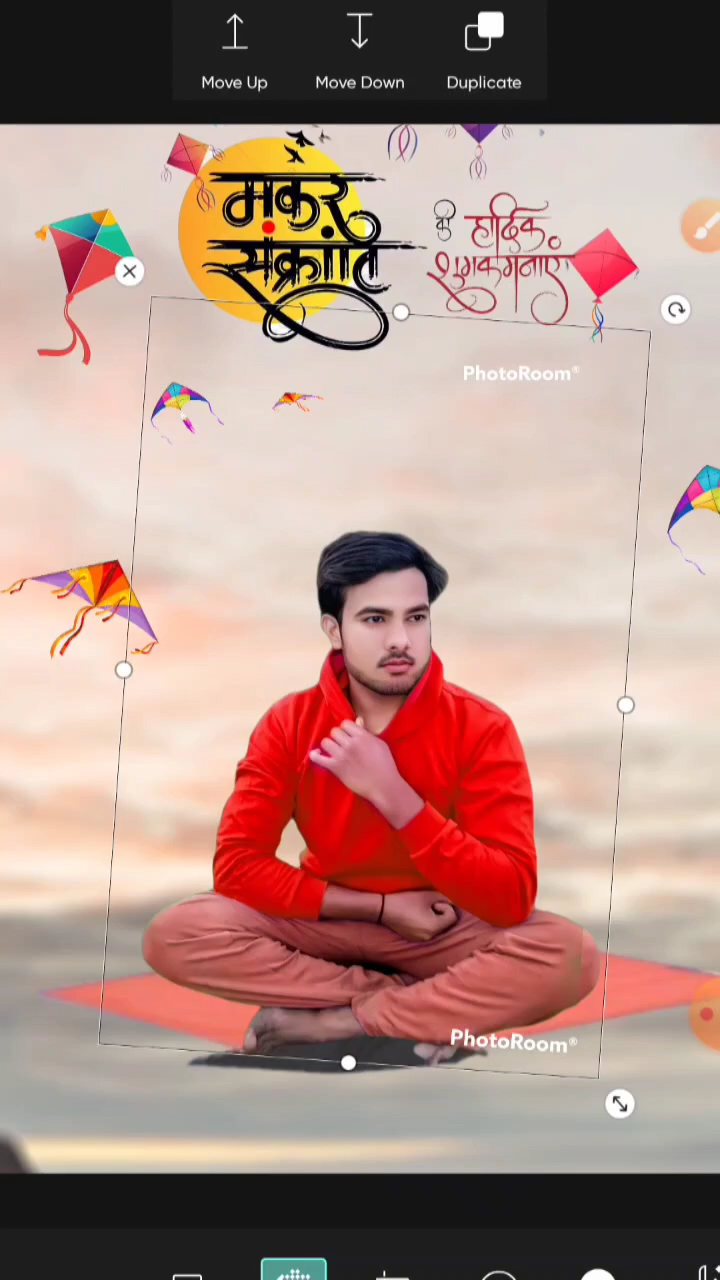 Move Up
Move Down
Duplicate
मकर
संक्रांति
की हार्दिक
शुभकामनाएं
PhotoRoom®
PhotoRoom®